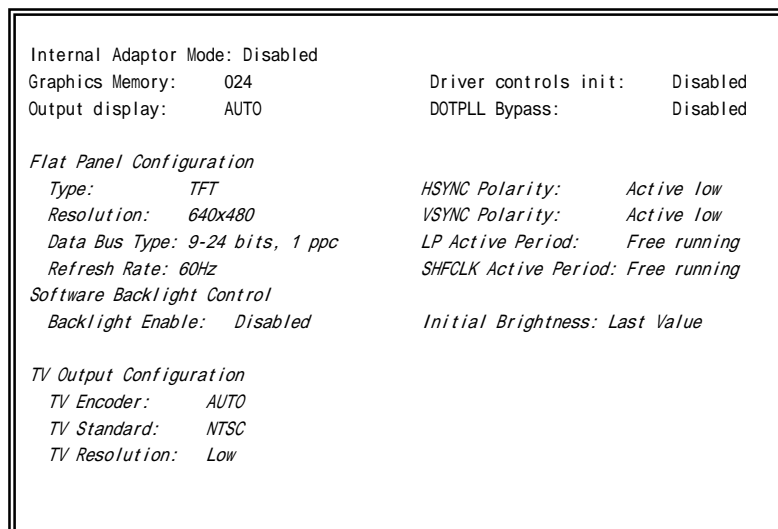 Internal Adaptor Mode: Disabled
Graphics Memory: 024 Driver controls init: Disabled
Output display: AUTO DOTPLL Bypass: Disabled
Flat Panel Configuration
Type: TFT HSYNC Polarity: Active low
Resolution: 640x480 VSYNC Polarity: Active low
Data Bus Type: 9-24 bits, 1 ppc LP Active Period: Free running
Refresh Rate: 60Hz SHFCLK Active Period: Free running
Software Backlight Control
Backlight Enable: Disabled Initial Brightness: Last Value
TV Output Configuration
TV Encoder: AUTO
TV Standard: NTSC
TV Resolution: Low